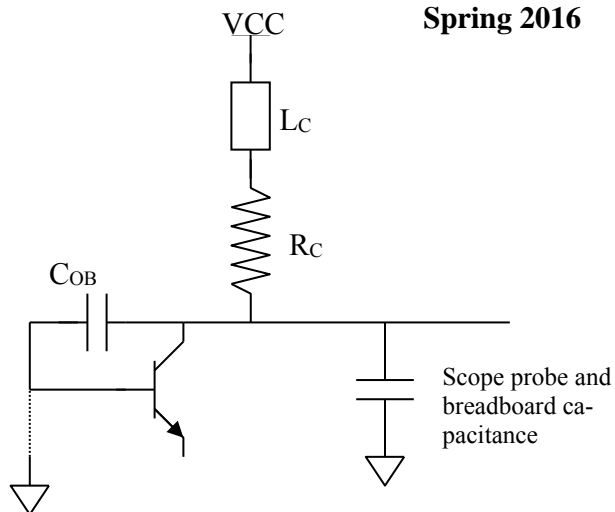 Spring 2016
VCC
LC
RC
COB
Scope probe and
breadboard ca-
pacitance